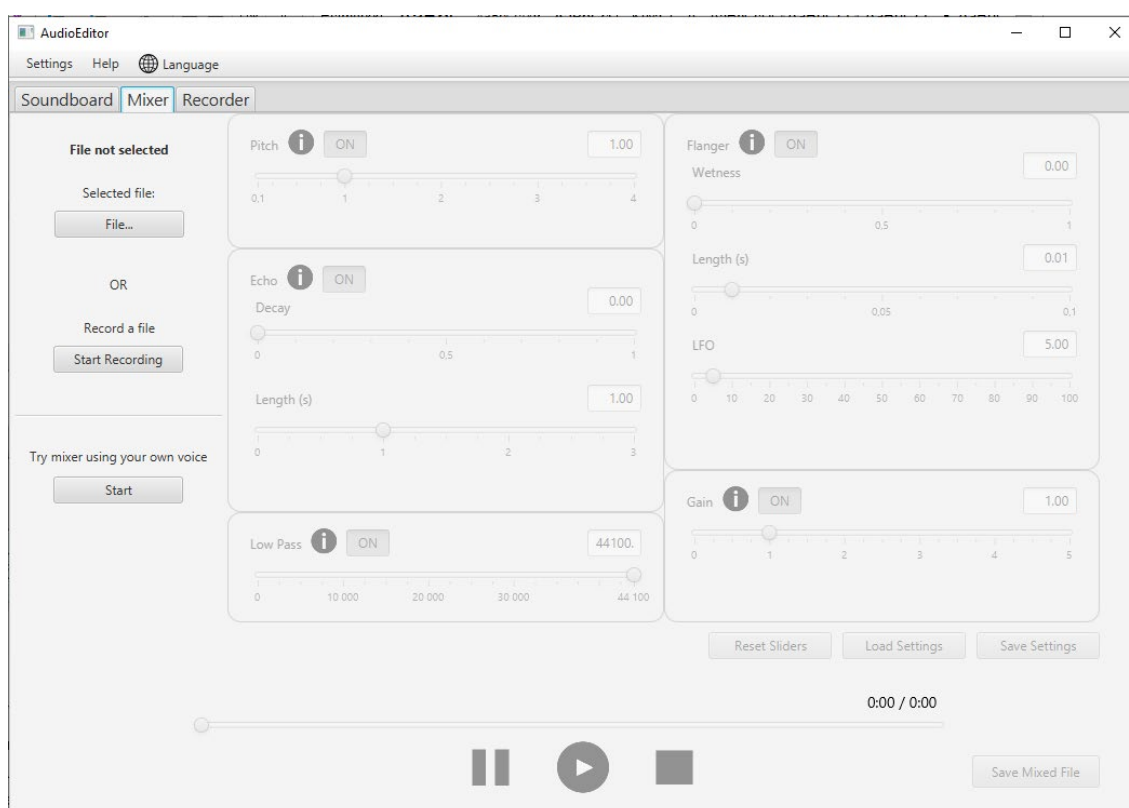 AudioEditor
Settings Help Language
Soundboard Mixer Recorder
File not selected
Selected file:
File...
OR
Record a file
Start Recording
Try mixer using your own voice
Start
Pitch i ON 1.00
0,1 1 2 3 4
Echo i ON
Decay 0.00
0 0,5 1
Length (s) 1.00
0 1 2 3
Low Pass i ON 44100.
0 10 000 20 000 30 000 44 100
Flanger i ON
Wetness 0.00
0 0,5 1
Length (s) 0.01
0 0,05 0,1
LFO 5.00
0 10 20 30 40 50 60 70 80 90 100
Gain i ON 1.00
0 1 2 3 4 5
Reset Sliders Load Settings Save Settings
0:00 / 0:00
Save Mixed File